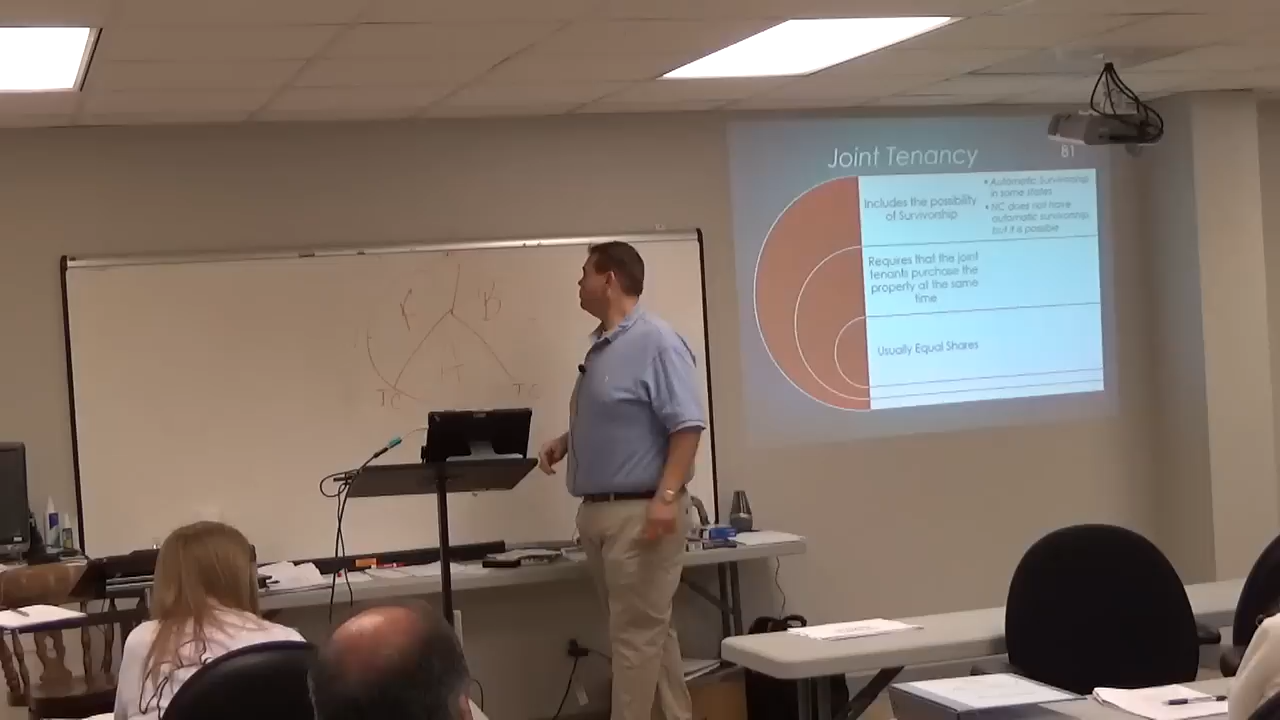 Joint Tenancy
81
Includes the possibility
of Survivorship
• Automatic Survivorship
in some states
• NC does not have
automatic survivorship,
but it is possible
Requires that the joint
tenants purchase the
property at the same
time
Usually Equal Shares
B
TC
TC